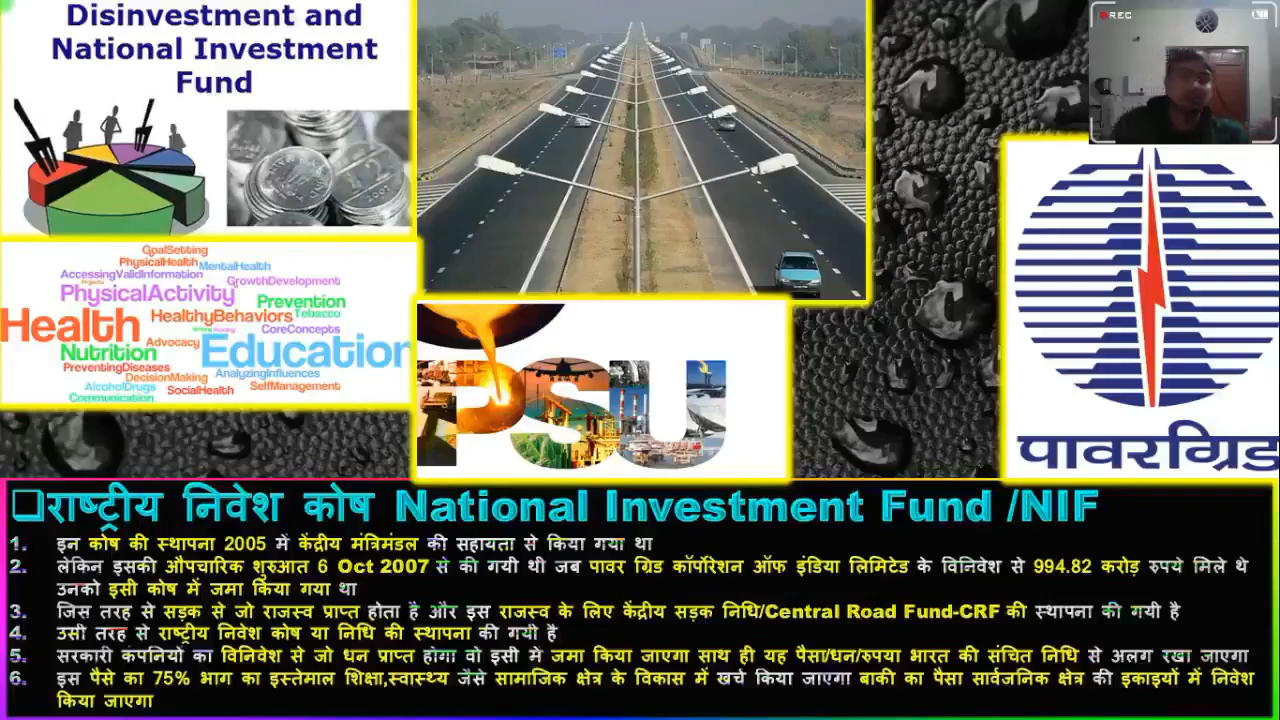 Disinvestment and
National Investment
Fund
REC
GoalSetting
PhysicalHealth MentalHealth
AccessingValidInformation
GrowthDevelopment
PhysicalActivity
Prevention
Health HealthyBehaviors Tobacco
CoreConcepts
Nutrition Advocacy Education
PreventingDiseases
AnalyzingInfluences
DecisionMaking
AlcoholDrugs SocialHealth SelfManagement
Communication
PSU
पावरग्रिड
❑राष्ट्रीय निवेश कोष National Investment Fund /NIF
1. इन कोष की स्थापना 2005 में केंद्रीय मंत्रिमंडल की सहायता से किया गया था
2. लेकिन इसकी औपचारिक शुरुआत 6 Oct 2007 से की गयी थी जब पावर ग्रिड कॉर्पोरेशन ऑफ इंडिया लिमिटेड के विनिवेश से 994.82 करोड़ रुपये मिले थे
उनको इसी कोष में जमा किया गया था
3. जिस तरह से सड़क से जो राजस्व प्राप्त होता है और इस राजस्व के लिए केंद्रीय सड़क निधि/Central Road Fund-CRF की स्थापना की गयी है
4. उसी तरह से राष्ट्रीय निवेश कोष या निधि की स्थापना की गयी है
5. सरकारी कंपनियों का विनिवेश से जो धन प्राप्त होगा वो इसी में जमा किया जाएगा साथ ही यह पैसा/धन/रुपया भारत की संचित निधि से अलग रखा जाएगा
6. इस पैसे का 75% भाग का इस्तेमाल शिक्षा,स्वास्थ्य जैसे सामाजिक क्षेत्र के विकास में खर्च किया जाएगा बाकी का पैसा सार्वजनिक क्षेत्र की इकाइयों में निवेश
किया जाएगा